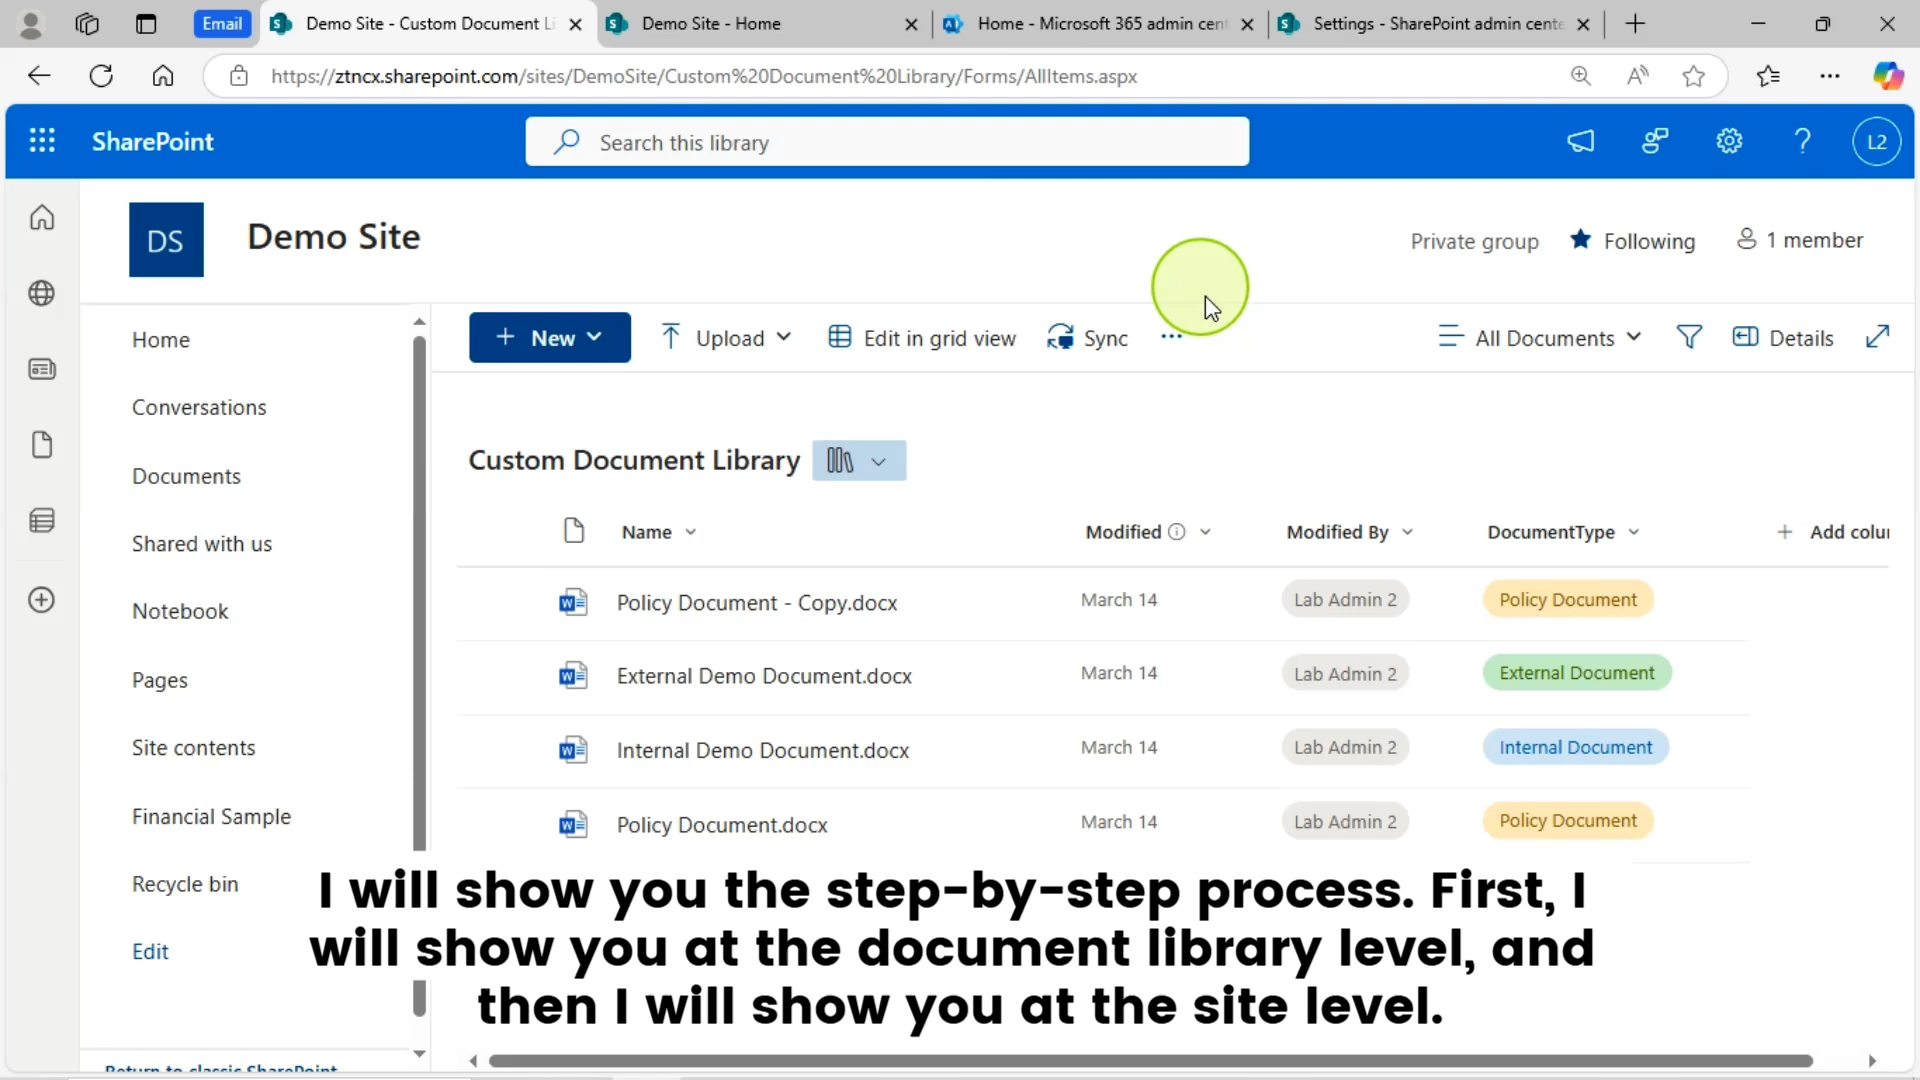 Email
Demo Site - Custom Document Li
Demo Site - Home
Home - Microsoft 365 admin cent
Settings - SharePoint admin cente
https://ztncx.sharepoint.com/sites/DemoSite/Custom%20Document%20Library/Forms/AllItems.aspx
SharePoint
Search this library
L2
DS
Demo Site
Private group
Following
1 member
Home
Conversations
Documents
Shared with us
Notebook
Pages
Site contents
Financial Sample
Recycle bin
Edit
Return to classic SharePoint
New
Upload
Edit in grid view
Sync
All Documents
Details
Custom Document Library
Name
Modified
Modified By
DocumentType
Add colu
Policy Document - Copy.docx
March 14
Lab Admin 2
Policy Document
External Demo Document.docx
March 14
Lab Admin 2
External Document
Internal Demo Document.docx
March 14
Lab Admin 2
Internal Document
Policy Document.docx
March 14
Lab Admin 2
Policy Document
I will show you the step-by-step process. First, I
will show you at the document library level, and
then I will show you at the site level.